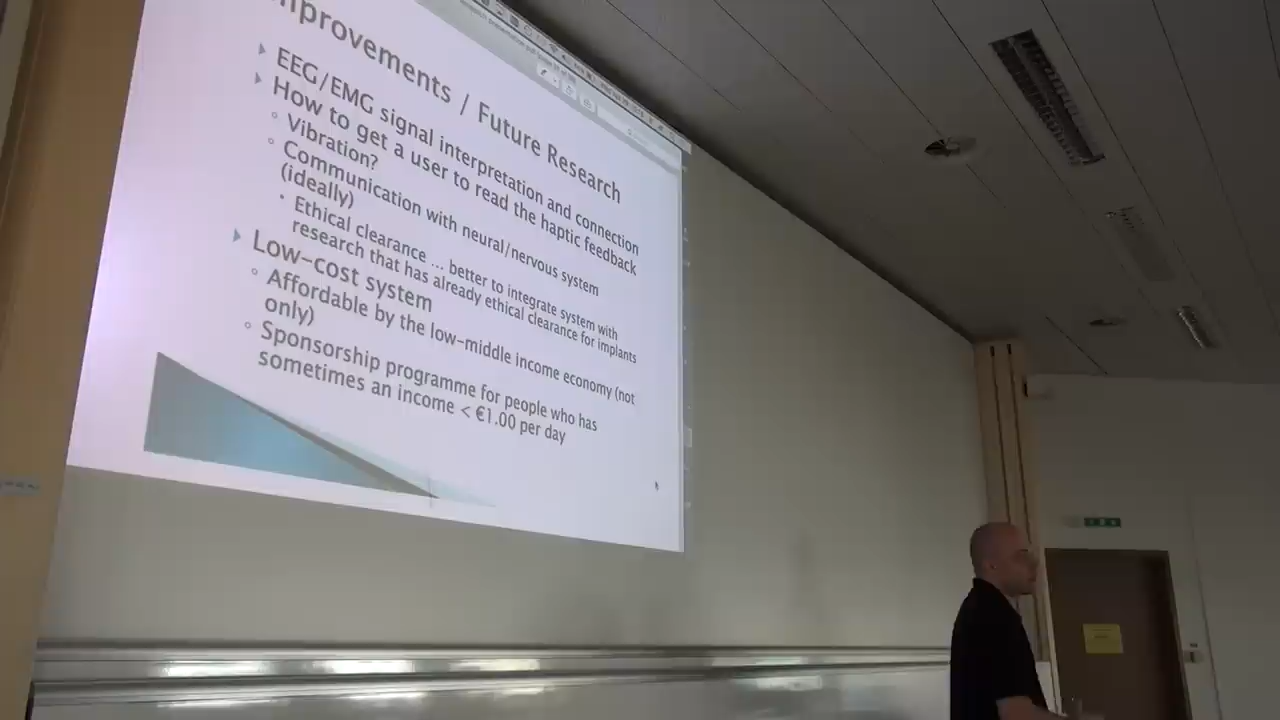 Improvements / Future Research
EEG/EMG signal interpretation and connection
How to get a user to read the haptic feedback
Vibration?
Communication with neural/nervous system
(ideally)
Ethical clearance ... better to integrate system with
research that has already ethical clearance for implants
Low-cost system
Affordable by the low-middle income economy (not
only)
Sponsorship programme for people who has
sometimes an income < €1.00 per day